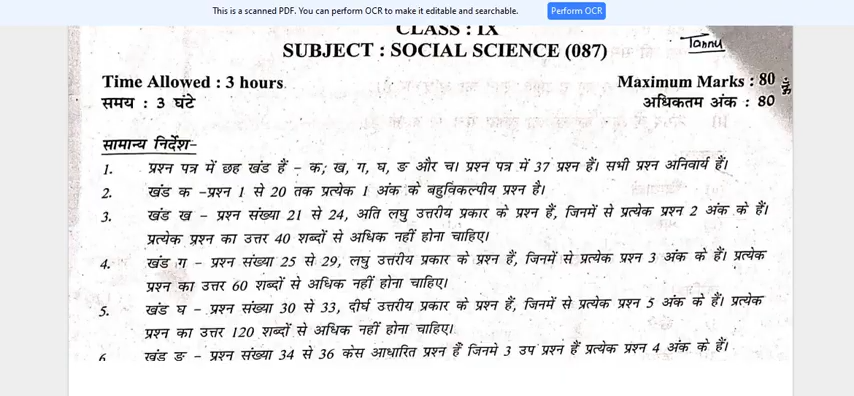 This is a scanned PDF. You can perform OCR to make it editable and searchable. Perform OCR
CLASS : IX
SUBJECT : SOCIAL SCIENCE (087)
Tannu
Time Allowed : 3 hours Maximum Marks : 80
समय : 3 घंटे अधिकतम अंक : 80
सामान्य निर्देश-
1. प्रश्न पत्र में छह खंड हैं – क, ख, ग, घ, ङ और च। प्रश्न पत्र में 37 प्रश्न हैं। सभी प्रश्न अनिवार्य हैं।
2. खंड क –प्रश्न 1 से 20 तक प्रत्येक 1 अंक के बहुविकल्पीय प्रश्न है।
3. खंड ख – प्रश्न संख्या 21 से 24, अति लघु उत्तरीय प्रकार के प्रश्न हैं, जिनमें से प्रत्येक प्रश्न 2 अंक के हैं।
प्रत्येक प्रश्न का उत्तर 40 शब्दों से अधिक नहीं होना चाहिए।
4. खंड ग – प्रश्न संख्या 25 से 29, लघु उत्तरीय प्रकार के प्रश्न हैं, जिनमें से प्रत्येक प्रश्न 3 अंक के हैं। प्रत्येक
प्रश्न का उत्तर 60 शब्दों से अधिक नहीं होना चाहिए।
5. खंड घ – प्रश्न संख्या 30 से 33, दीर्घ उत्तरीय प्रकार के प्रश्न हैं, जिनमें से प्रत्येक प्रश्न 5 अंक के हैं। प्रत्येक
प्रश्न का उत्तर 120 शब्दों से अधिक नहीं होना चाहिए।
6. खंड ङ – प्रश्न संख्या 34 से 36 केस आधारित प्रश्न हैं जिनमे 3 उप प्रश्न हैं प्रत्येक प्रश्न 4 अंक के हैं।